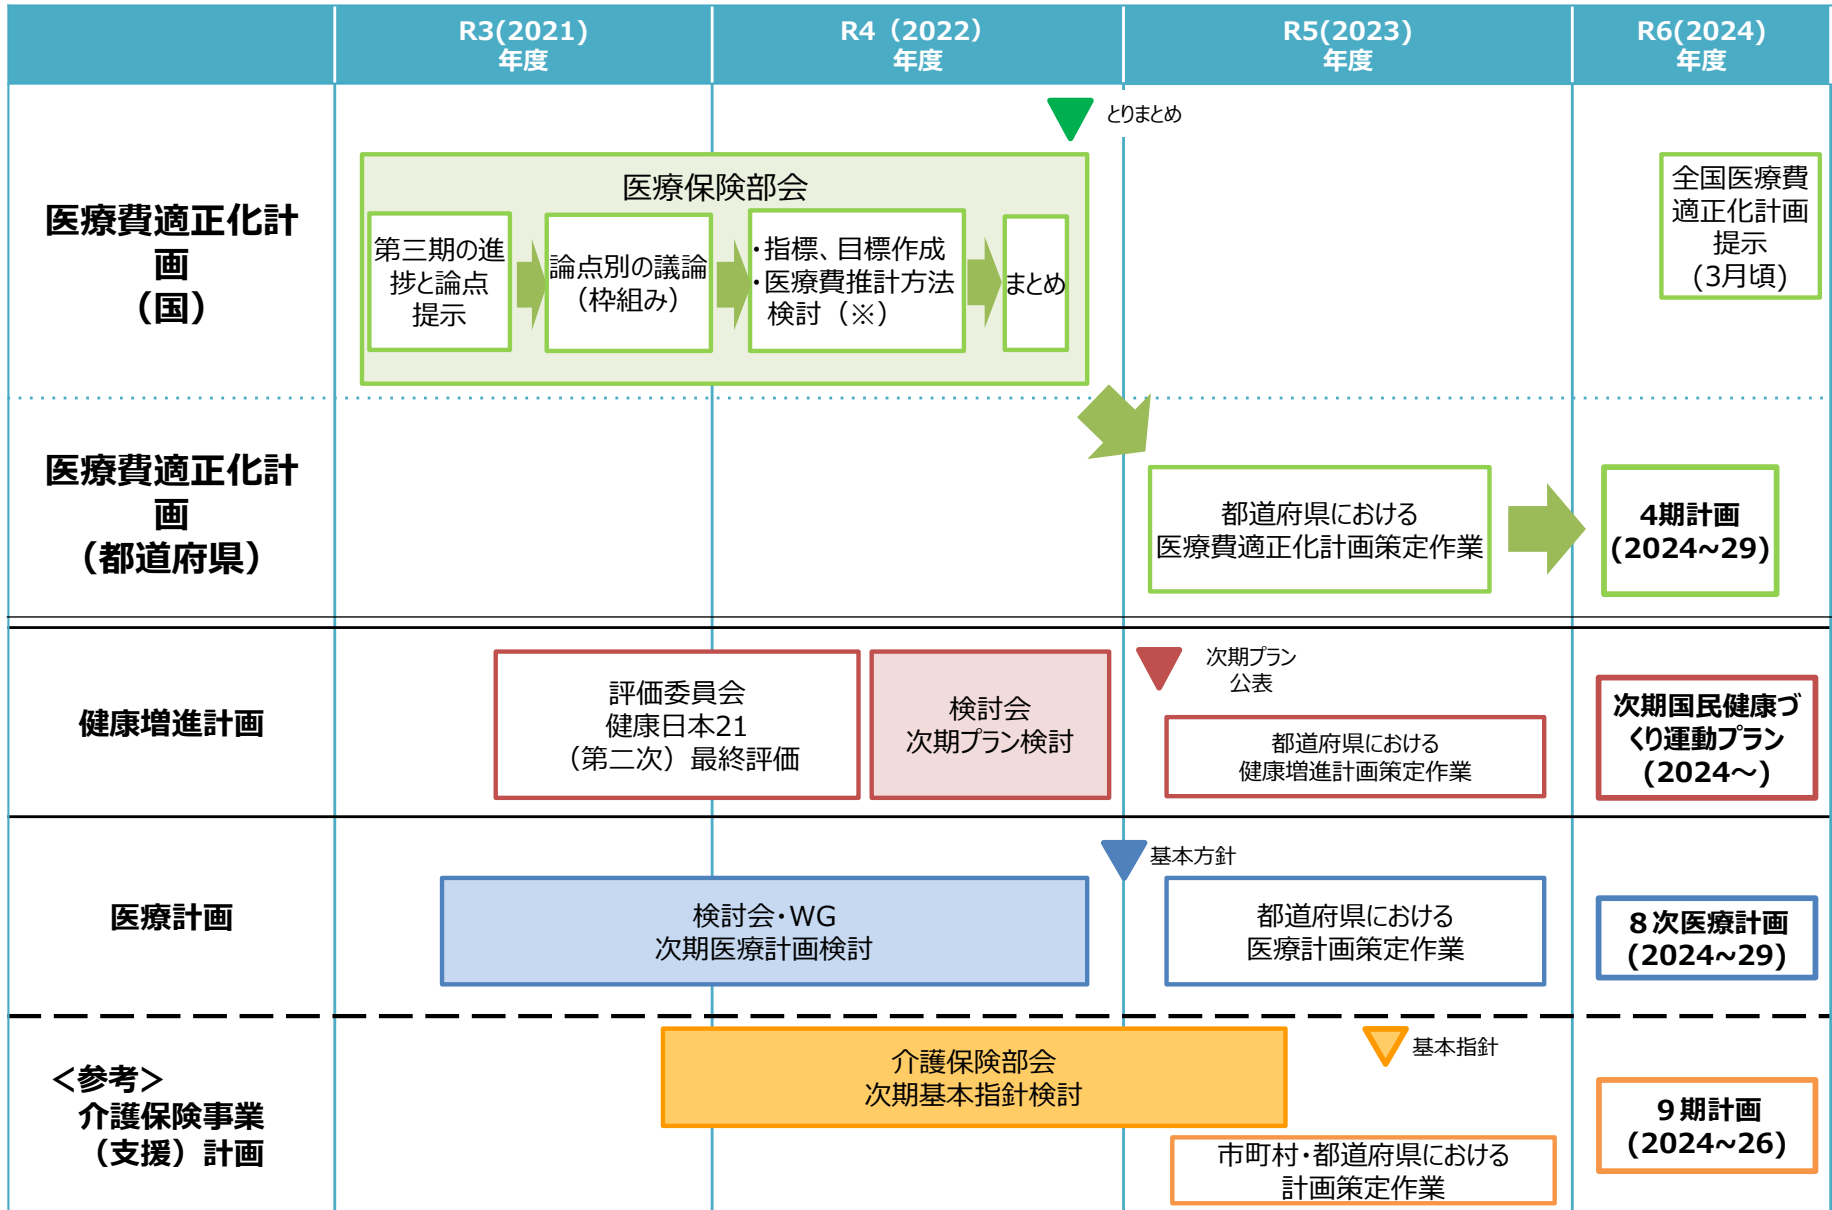 R3(2021)
年度
R4（2022）
年度
R5(2023)
年度
R6(2024)
年度
医療費適正化計
画
（国）
とりまとめ
医療保険部会
第三期の進
捗と論点
提示
論点別の議論
（枠組み）
・指標、目標作成
・医療費推計方法
検討（※）
まとめ
全国医療費
適正化計画
提示
(3月頃)
医療費適正化計
画
（都道府県）
都道府県における
医療費適正化計画策定作業
4期計画
(2024~29)
健康増進計画
評価委員会
健康日本21
（第二次）最終評価
検討会
次期プラン検討
次期プラン
公表
都道府県における
健康増進計画策定作業
次期国民健康づ
くり運動プラン
(2024～)
医療計画
検討会・WG
次期医療計画検討
基本方針
都道府県における
医療計画策定作業
８次医療計画
(2024~29)
＜参考＞
介護保険事業
（支援）計画
介護保険部会
次期基本指針検討
基本指針
市町村・都道府県における
計画策定作業
９期計画
(2024~26)